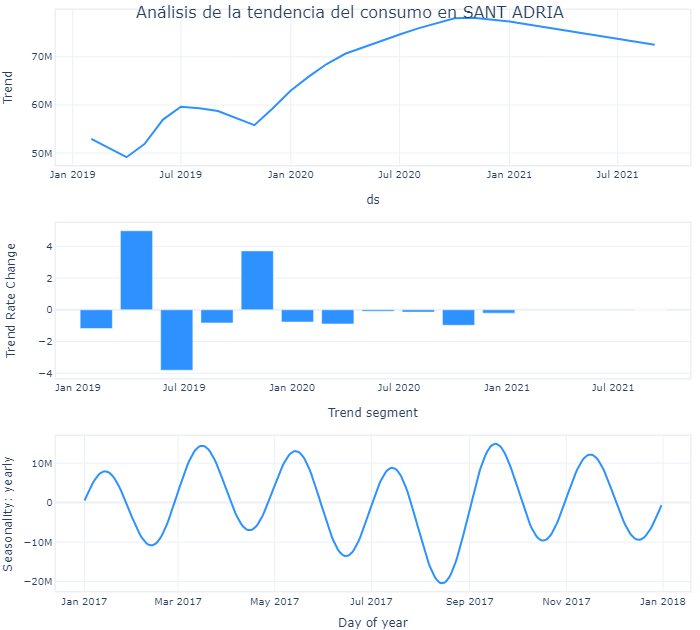 Análisis de la tendencia del consumo en SANT ADRIA
70M
60M
50M
Trend
Jan 2019 Jul 2019 Jan 2020 Jul 2020 Jan 2021 Jul 2021
ds
4
2
0
−2
−4
Trend Rate Change
Jan 2019 Jul 2019 Jan 2020 Jul 2020 Jan 2021 Jul 2021
Trend segment
10M
0
−10M
−20M
Seasonality: yearly
Jan 2017 Mar 2017 May 2017 Jul 2017 Sep 2017 Nov 2017 Jan 2018
Day of year